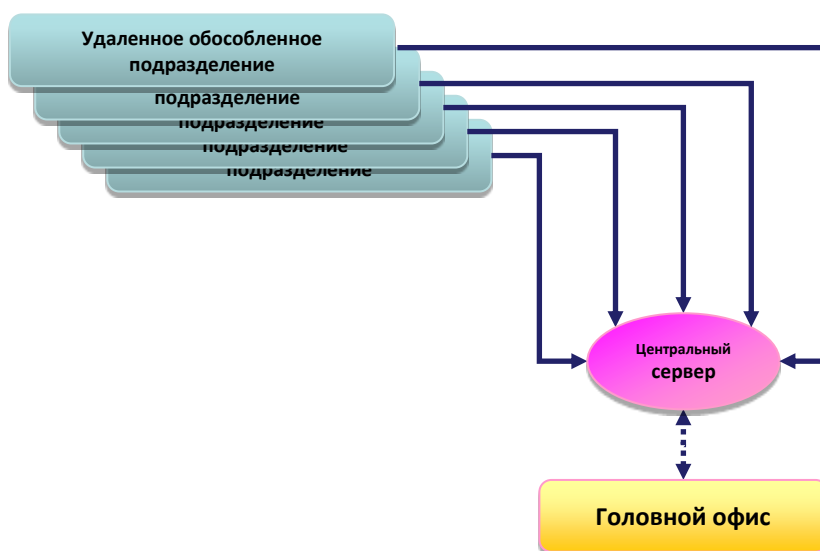 Удаленное обособленное
подразделение
подразделение
подразделение
подразделение
подразделение
Центральный
сервер
Головной офис